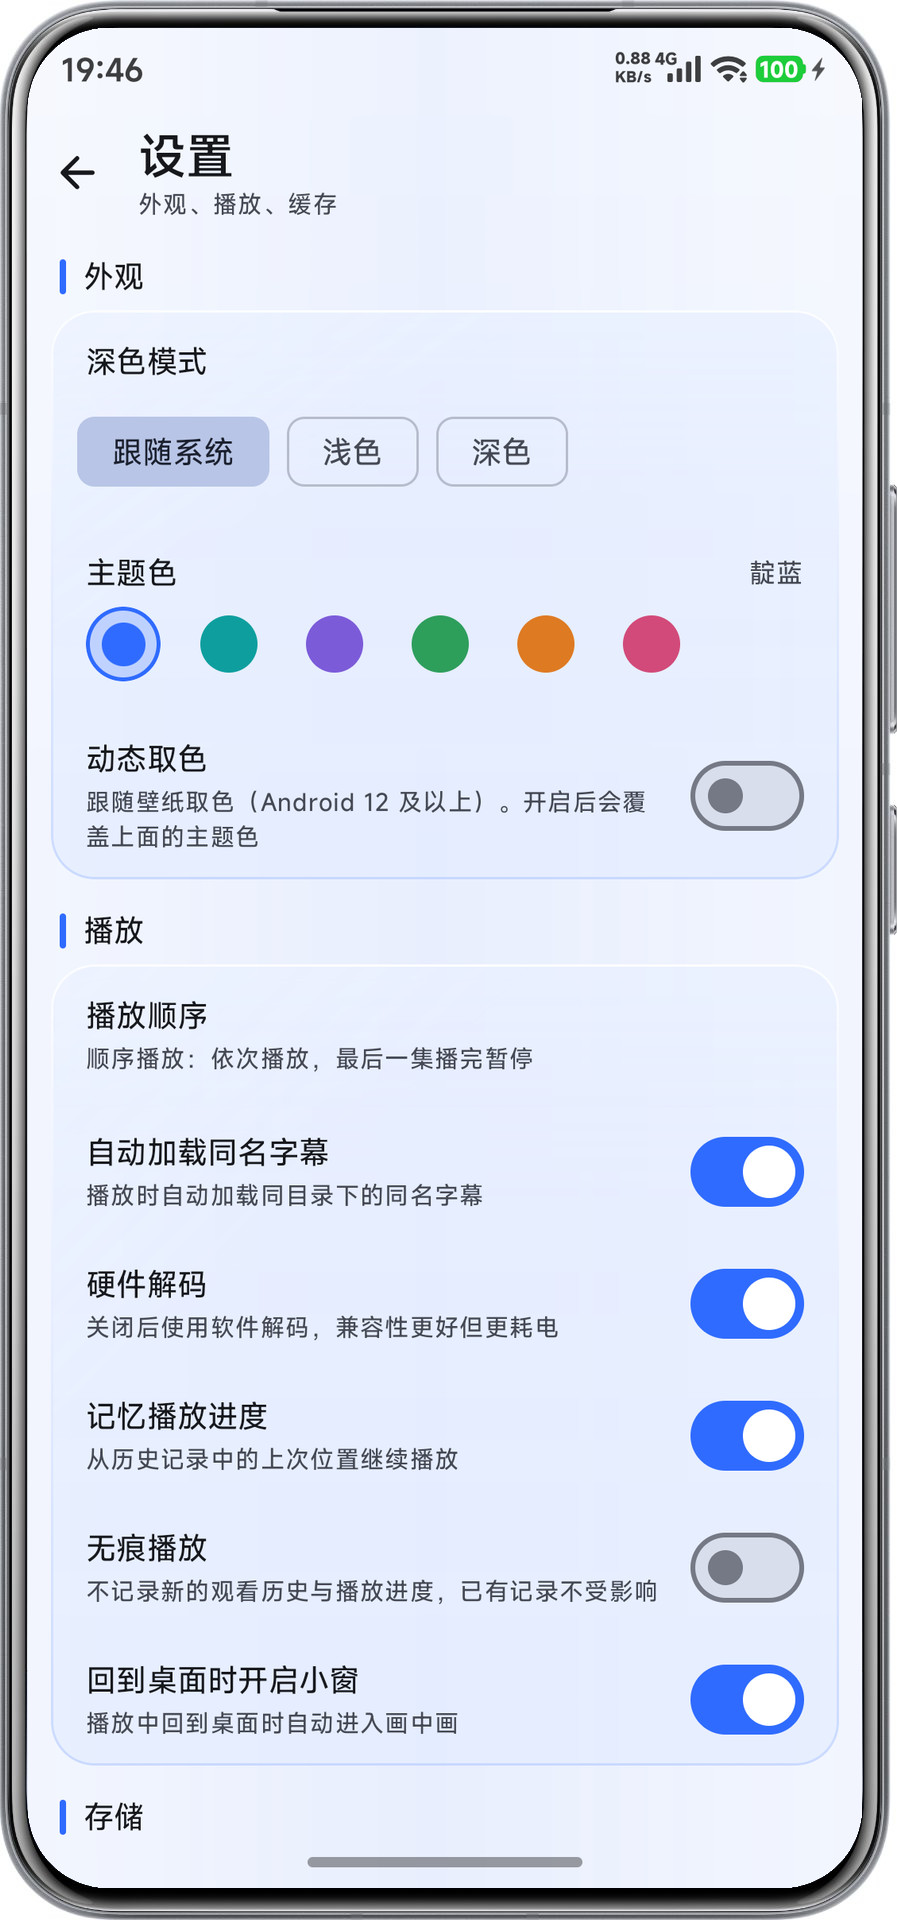 19:46
0.88 4G
KB/s
100
设置
外观、播放、缓存
外观
深色模式
跟随系统
浅色
深色
主题色
靛蓝
动态取色
跟随壁纸取色（Android 12 及以上）。开启后会覆
盖上面的主题色
播放
播放顺序
顺序播放：依次播放，最后一集播完暂停
自动加载同名字幕
播放时自动加载同目录下的同名字幕
硬件解码
关闭后使用软件解码，兼容性更好但更耗电
记忆播放进度
从历史记录中的上次位置继续播放
无痕播放
不记录新的观看历史与播放进度，已有记录不受影响
回到桌面时开启小窗
播放中回到桌面时自动进入画中画
存储